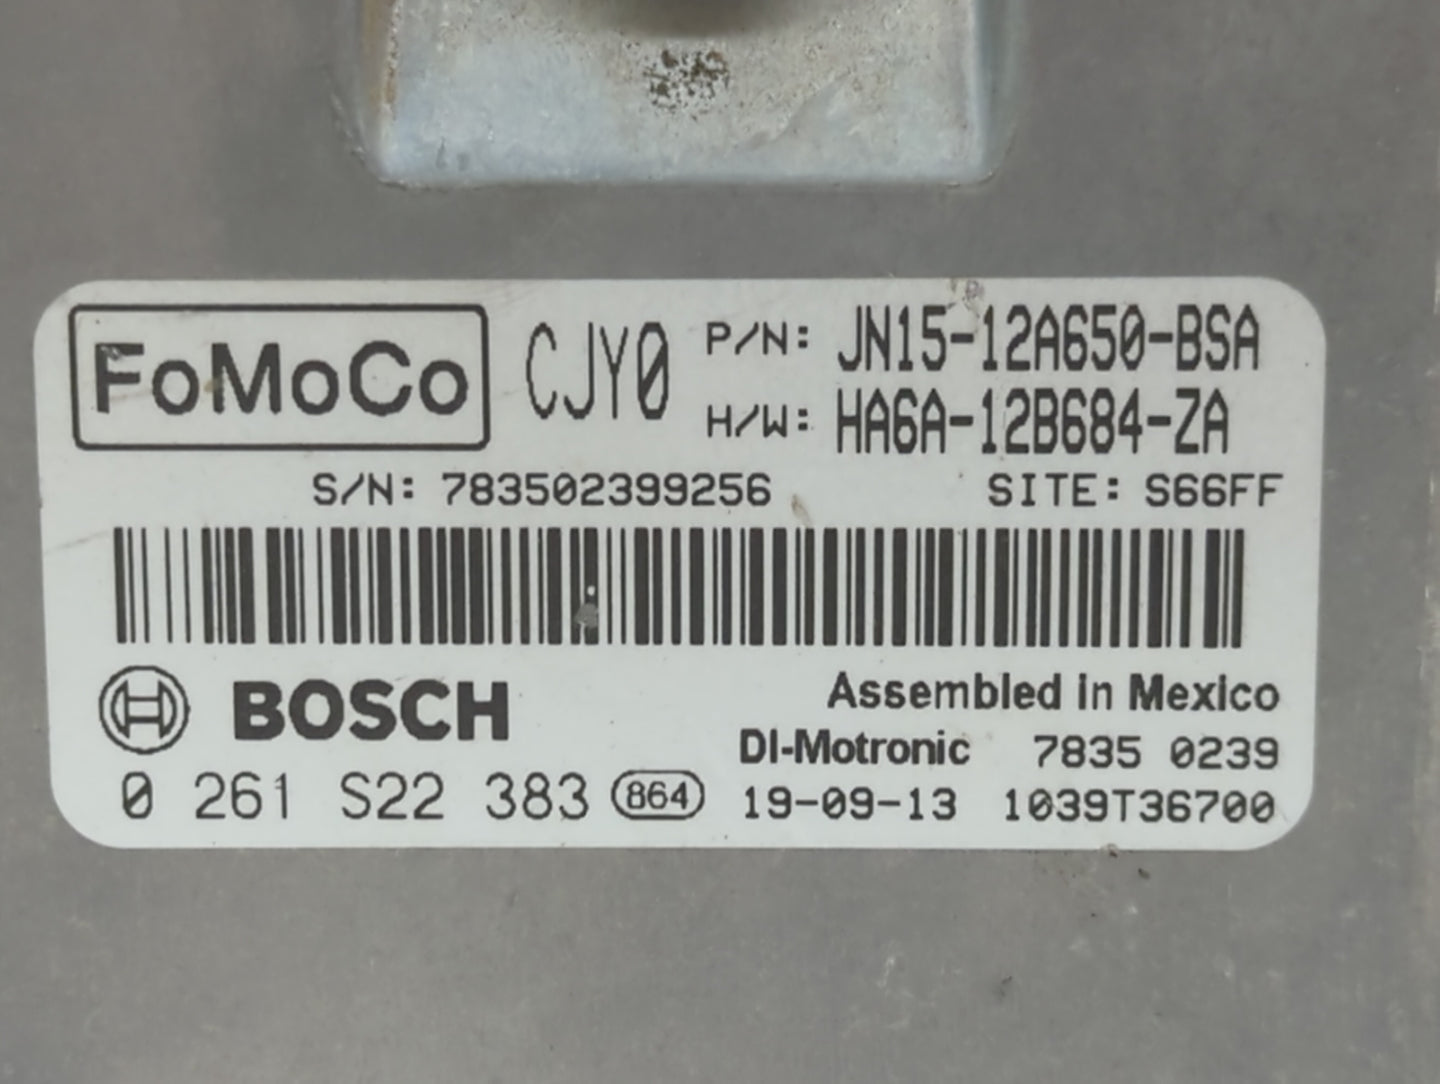 FoMoCo CJY0 P/N: JN15-12A650-BSA
H/W: HA6A-12B684-ZA
S/N: 783502399256 SITE: S66FF
BOSCH Assembled in Mexico
DI-Motronic 7835 0239
0 261 S22 383 864 19-09-13 1039T36700